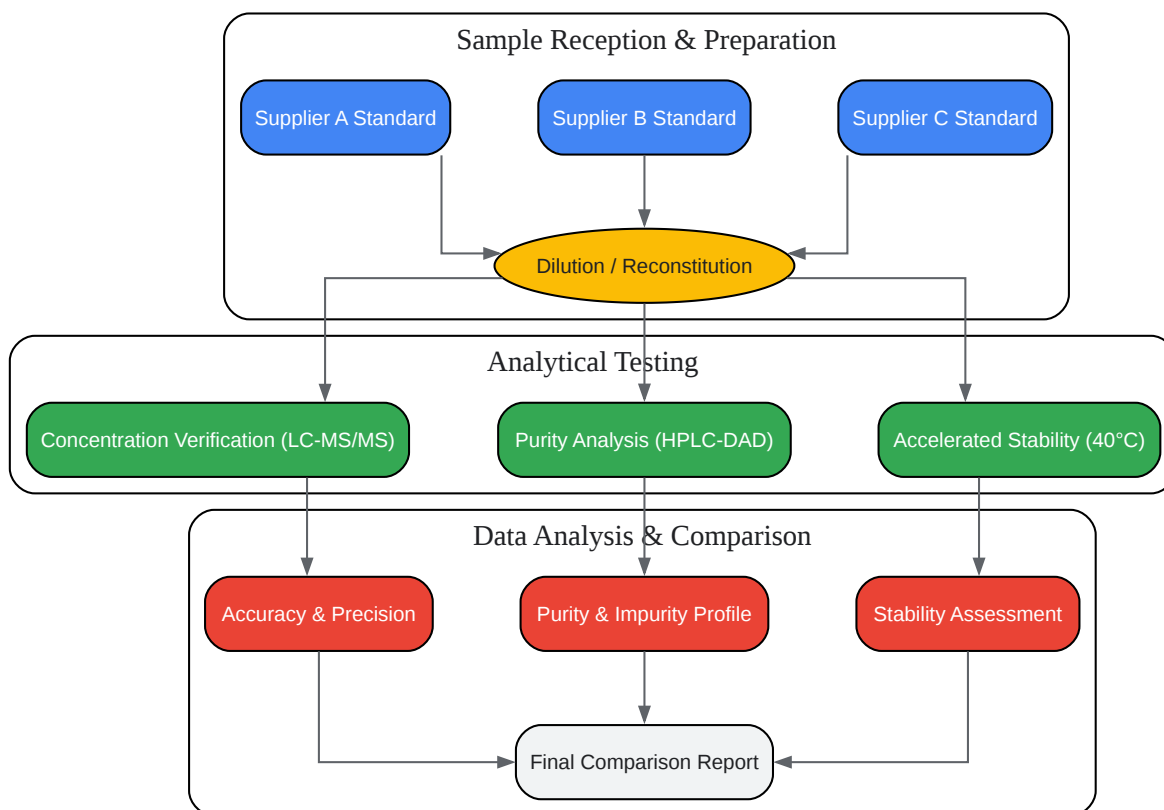 Sample Reception & Preparation
Supplier A Standard
Supplier B Standard
Supplier C Standard
Dilution / Reconstitution
Analytical Testing
Concentration Verification (LC-MS/MS)
Purity Analysis (HPLC-DAD)
Accelerated Stability (40°C)
Data Analysis & Comparison
Accuracy & Precision
Purity & Impurity Profile
Stability Assessment
Final Comparison Report